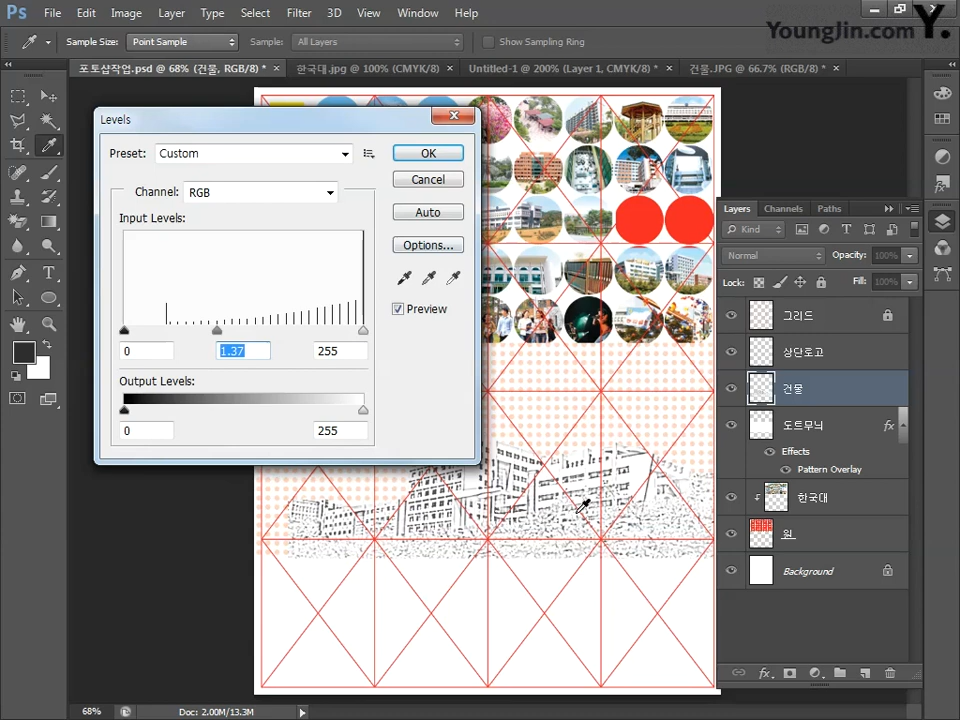 Ps File Edit Image Layer Type Select Filter 3D View Window Help
YoungJin.com Y.
Sample Size: Point Sample Sample: All Layers Show Sampling Ring
포토샵작업.psd @ 68% (건물, RGB/8) * × 한국대.jpg @ 100% (CMYK/8) × Untitled-1 @ 200% (Layer 1, CMYK/8) * × 건물.JPG @ 66.7% (RGB/8) * ×
Levels
Preset: Custom OK
Cancel
Channel: RGB
Auto
Input Levels:
Options...
Preview
0 1.37 255
Output Levels:
0 255
Layers Channels Paths
Kind
Normal Opacity: 100%
Lock: Fill: 100%
그리드
상단로고
건물
도트무늬 fx
Effects
Pattern Overlay
한국대
원
Background
68% Doc: 2.00M/13.3M